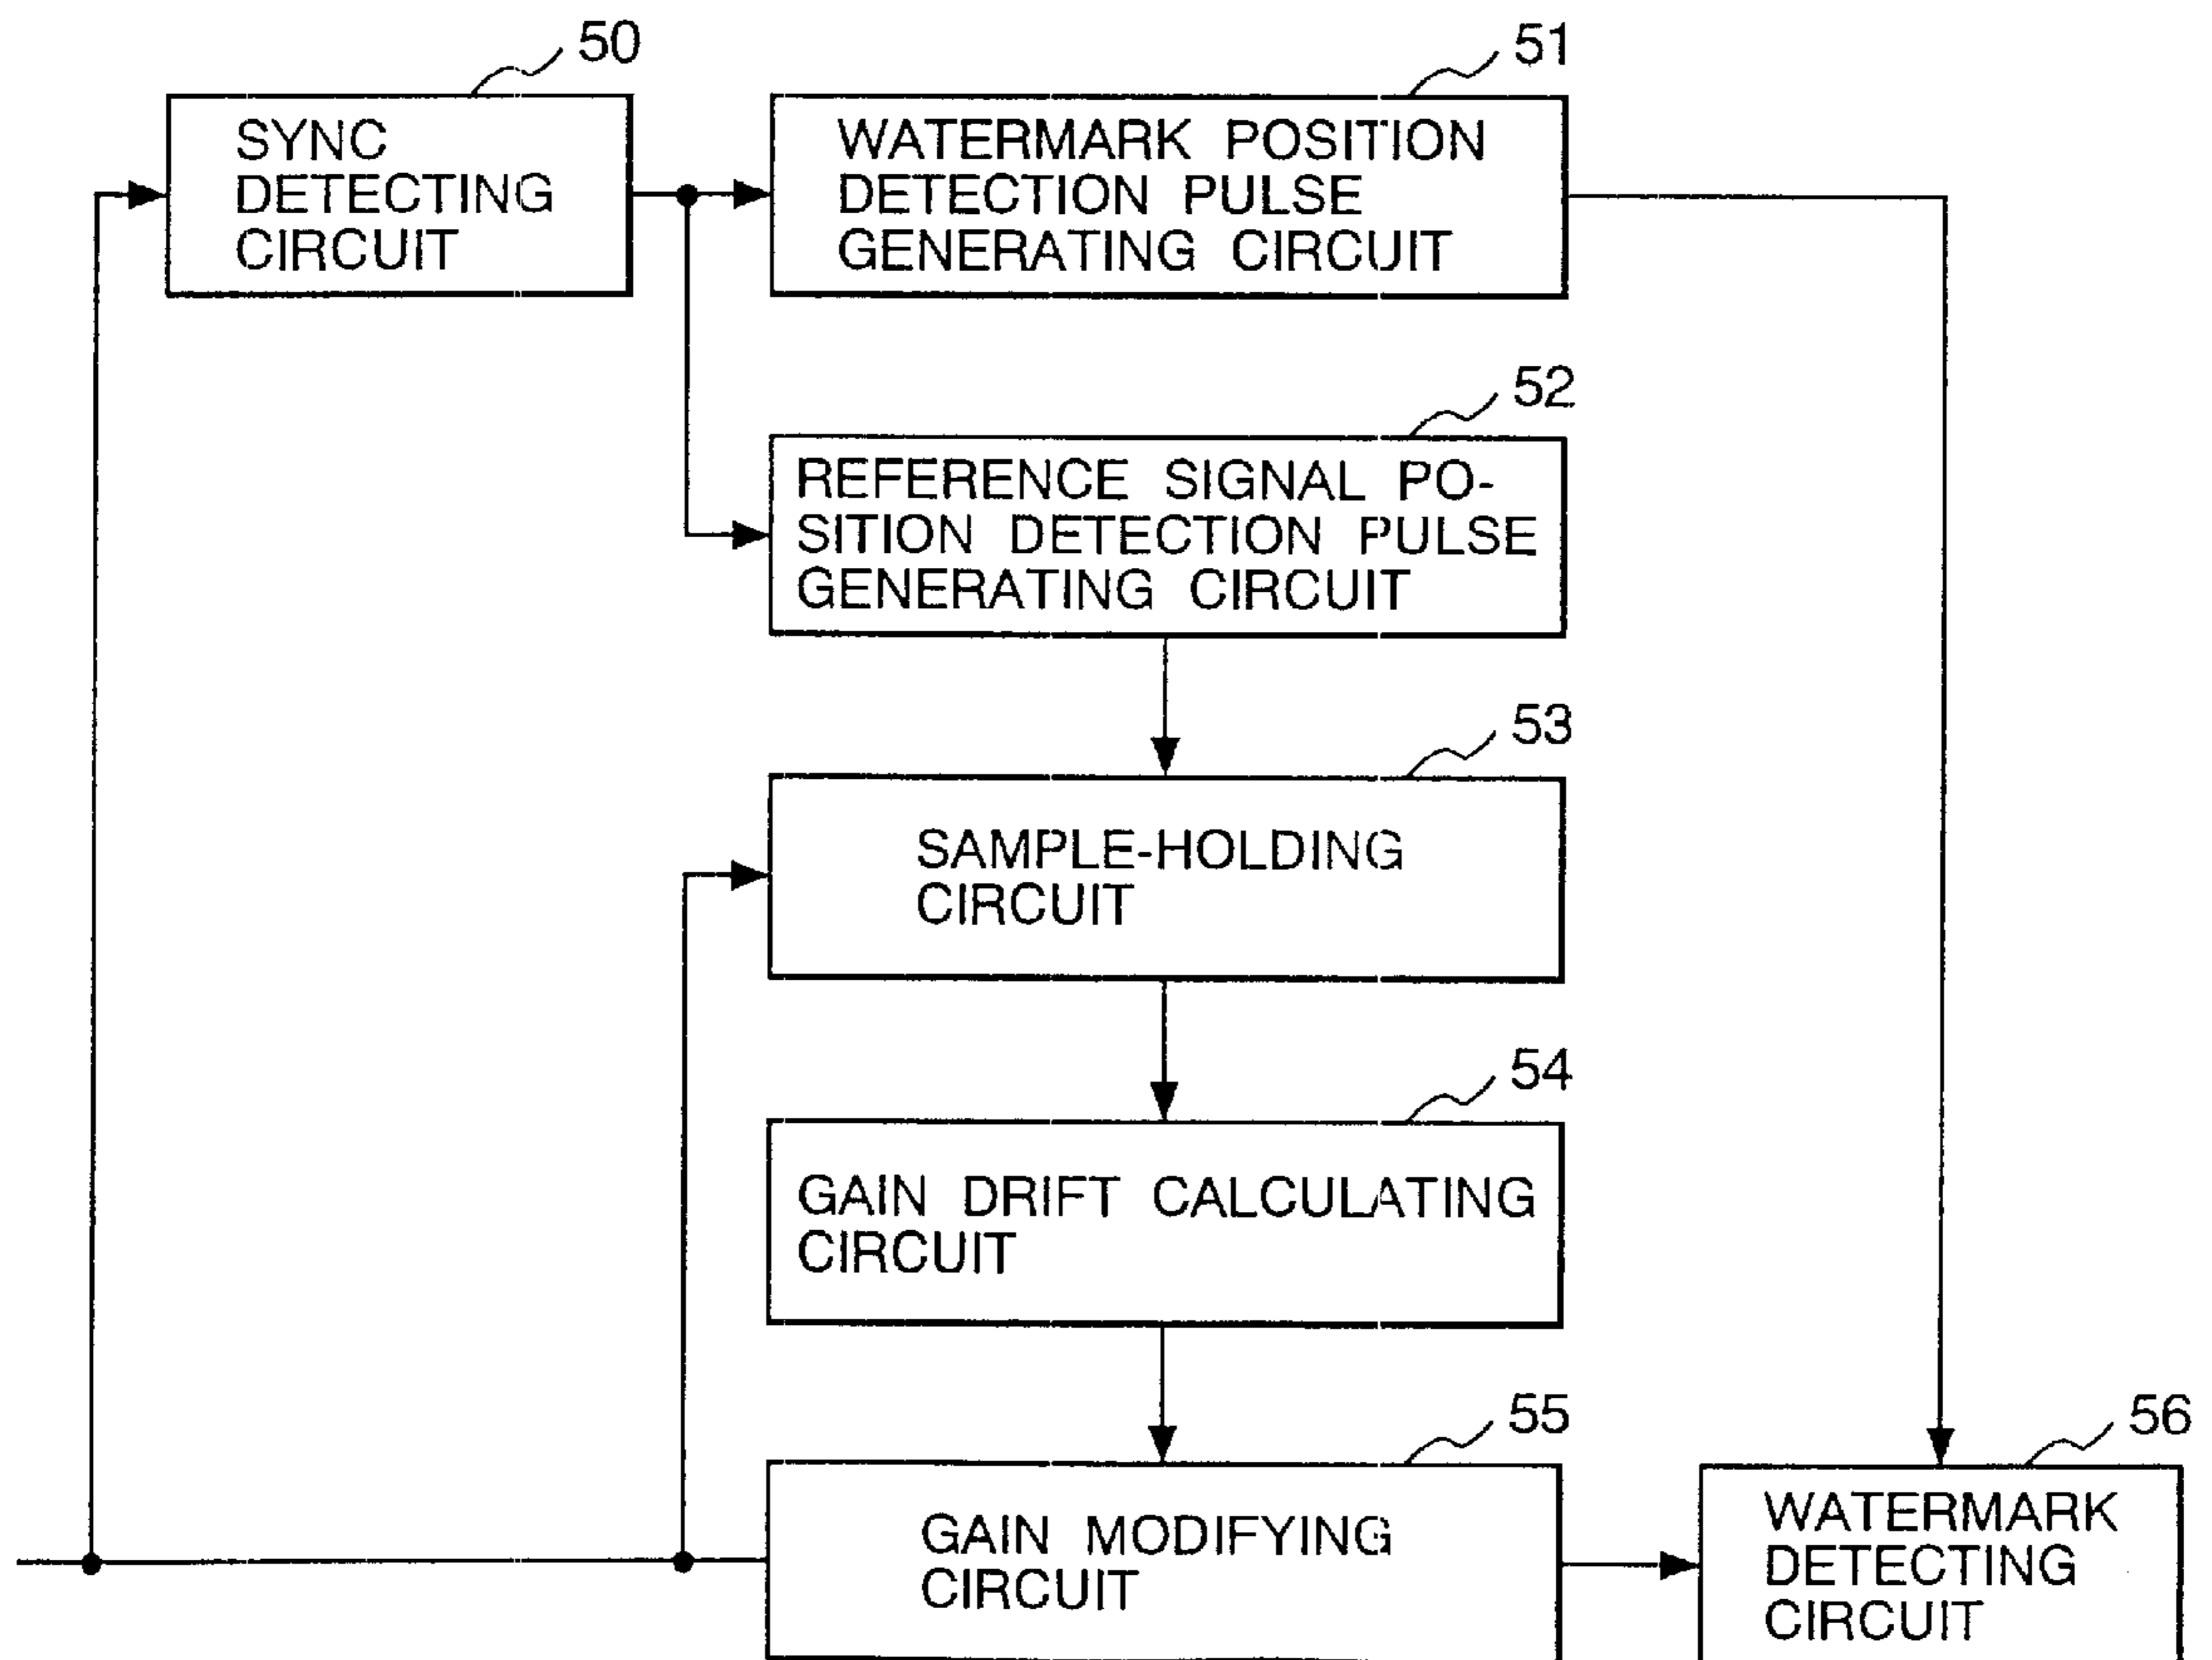 50
SYNC
DETECTING
CIRCUIT
51
WATERMARK POSITION
DETECTION PULSE
GENERATING CIRCUIT
52
REFERENCE SIGNAL PO-
SITION DETECTION PULSE
GENERATING CIRCUIT
53
SAMPLE-HOLDING
CIRCUIT
54
GAIN DRIFT CALCULATING
CIRCUIT
55
GAIN MODIFYING
CIRCUIT
56
WATERMARK
DETECTING
CIRCUIT